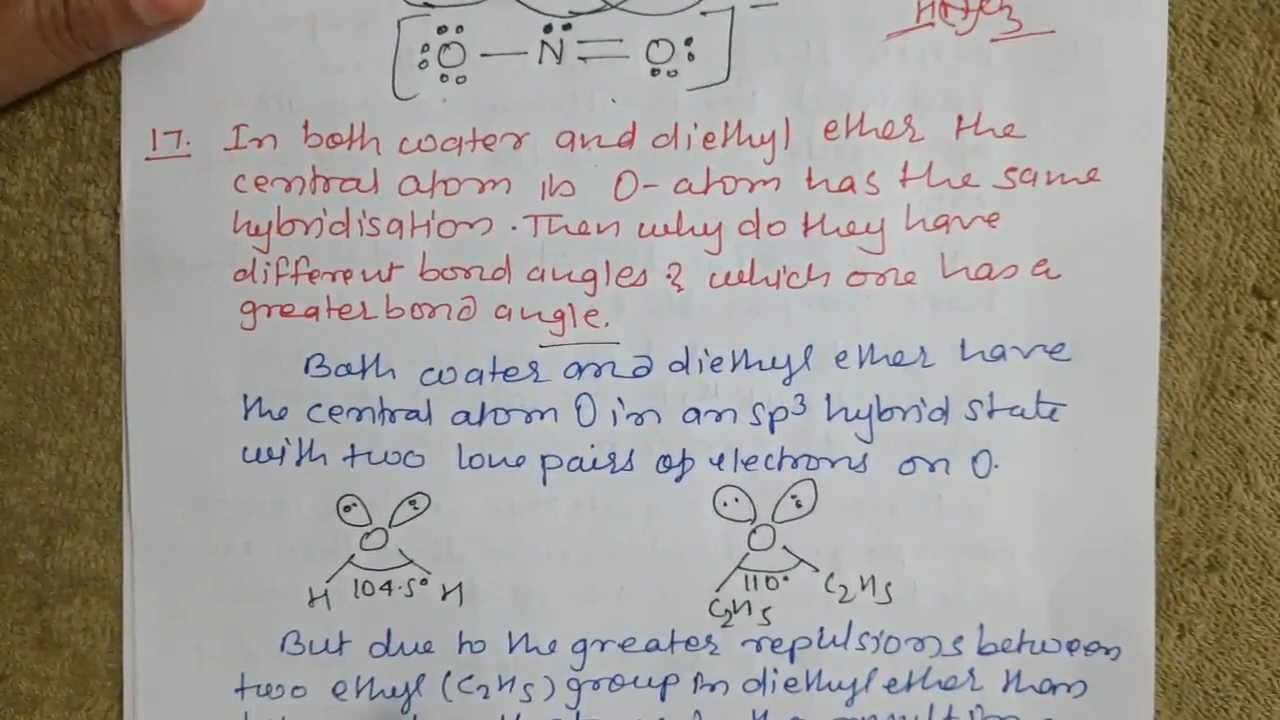 [:O — N = O:]⁻
17. In both water and diethyl ether the
central atom is O-atom has the same
hybridisation. Then why do they have
different bond angles & which one has a
greater bond angle.
Both water and diethyl ether have
the central atom O in an sp³ hybrid state
with two lone pairs of electrons on O.
O O
H 104.5° H 110° C₂H₅
C₂H₅
But due to the greater repulsions between
two ethyl (C₂H₅) group in diethyl ether than